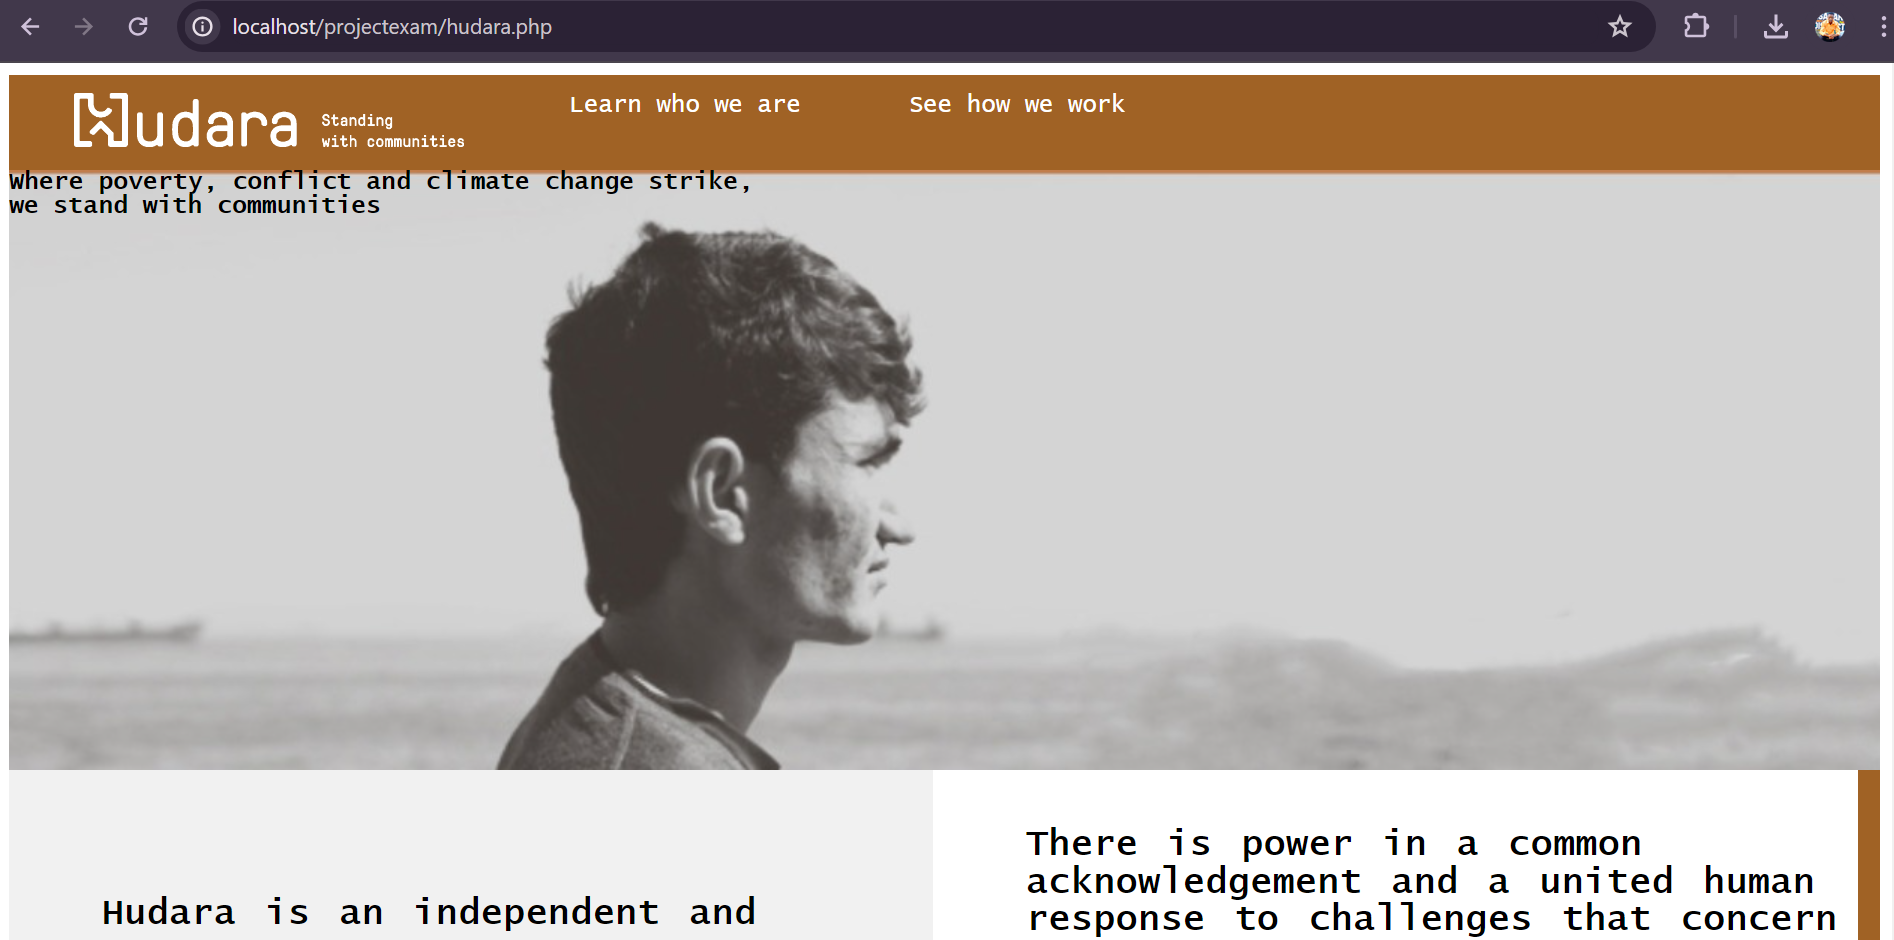 localhost/projectexam/hudara.php
Hudara
Standing
with communities
Learn who we are
See how we work
Where poverty, conflict and climate change strike,
we stand with communities
Hudara is an independent and
There is power in a common
acknowledgement and a united human
response to challenges that concern